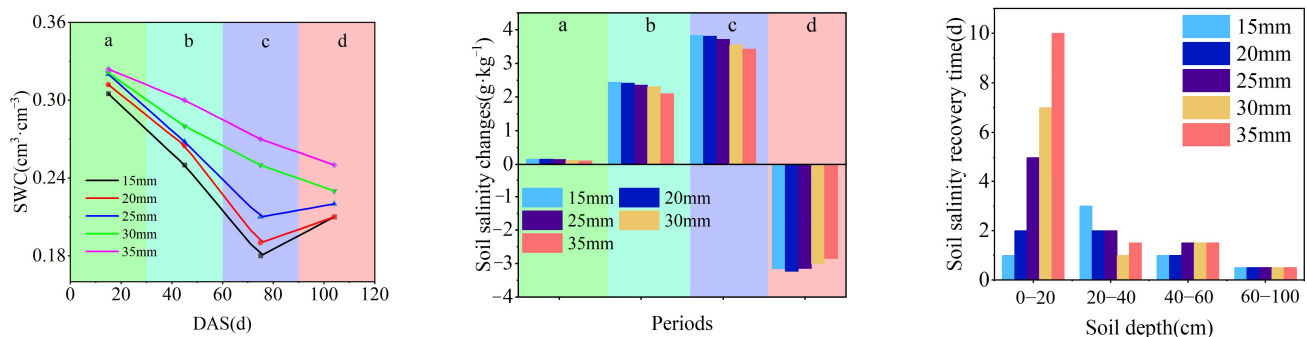 0.36
0.30
0.24
0.18
SWC(cm³·cm⁻³)
a b c d
15mm
20mm
25mm
30mm
35mm
0 20 40 60 80 100 120
DAS(d)
4
3
2
1
0
−1
−2
−3
−4
Soil salinity changes(g·kg⁻¹)
a b c d
15mm 20mm
25mm 30mm
35mm
Periods
10
8
6
4
2
0
Soil salinity recovery time(d)
15mm
20mm
25mm
30mm
35mm
0−20 20−40 40−60 60−100
Soil depth(cm)